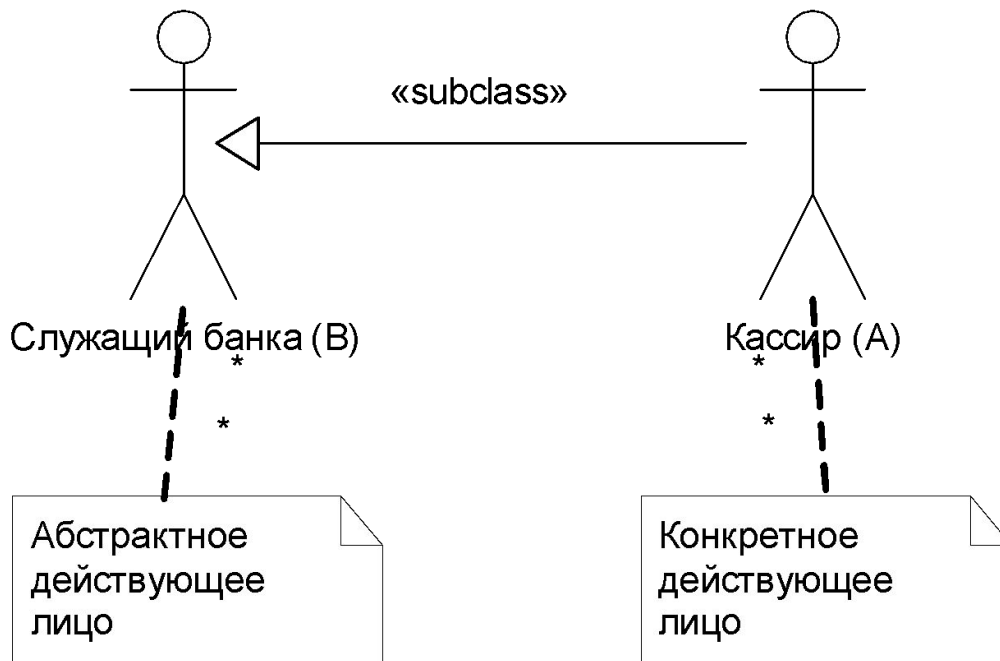 «subclass»
Служащий банка (В)
Кассир (А)
*
*
*
*
Абстрактное
действующее
лицо
Конкретное
действующее
лицо